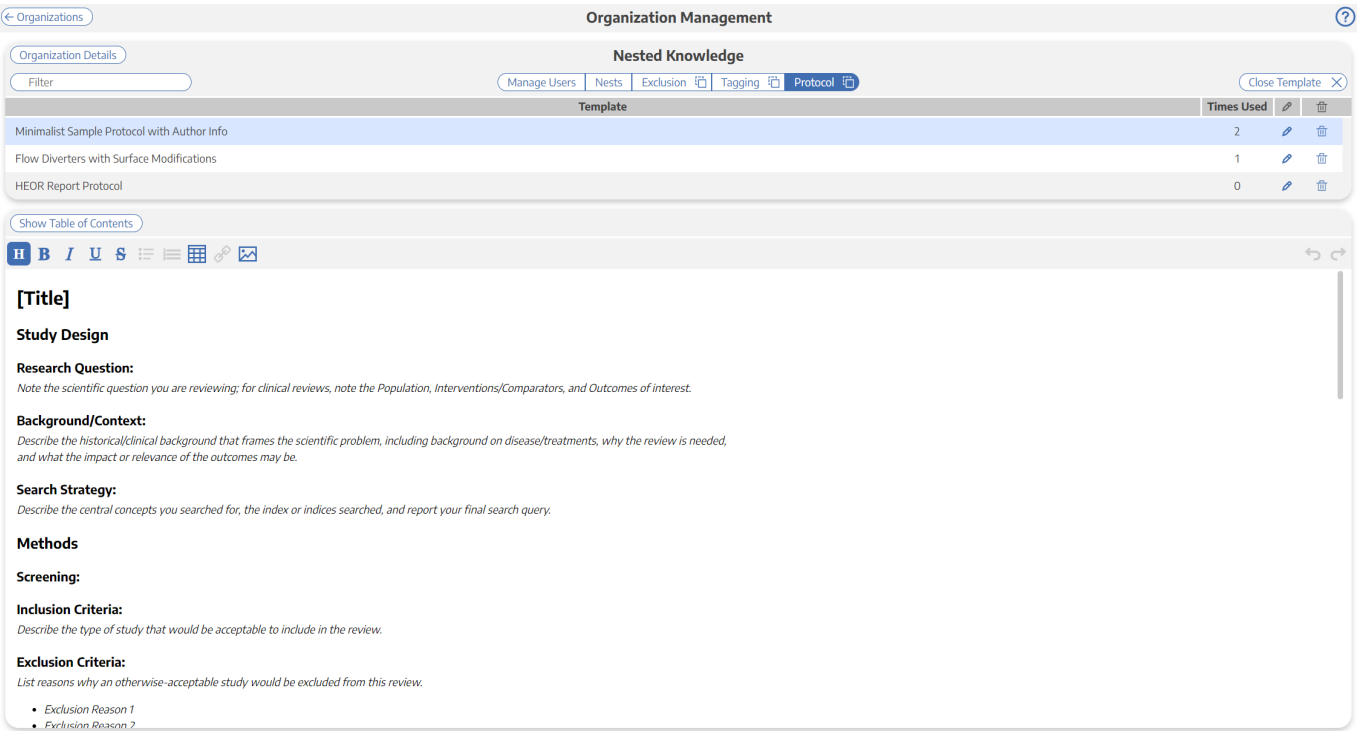 ← Organizations
Organization Management
?
Organization Details
Nested Knowledge
Filter
Manage Users Nests Exclusion Tagging Protocol
Close Template ×
Template Times Used
Minimalist Sample Protocol with Author Info 2
Flow Diverters with Surface Modifications 1
HEOR Report Protocol 0
Show Table of Contents
H B I U S
[Title]
Study Design
Research Question:
Note the scientific question you are reviewing; for clinical reviews, note the Population, Interventions/Comparators, and Outcomes of interest.
Background/Context:
Describe the historical/clinical background that frames the scientific problem, including background on disease/treatments, why the review is needed,
and what the impact or relevance of the outcomes may be.
Search Strategy:
Describe the central concepts you searched for, the index or indices searched, and report your final search query.
Methods
Screening:
Inclusion Criteria:
Describe the type of study that would be acceptable to include in the review.
Exclusion Criteria:
List reasons why an otherwise-acceptable study would be excluded from this review.
• Exclusion Reason 1
• Exclusion Reason 2